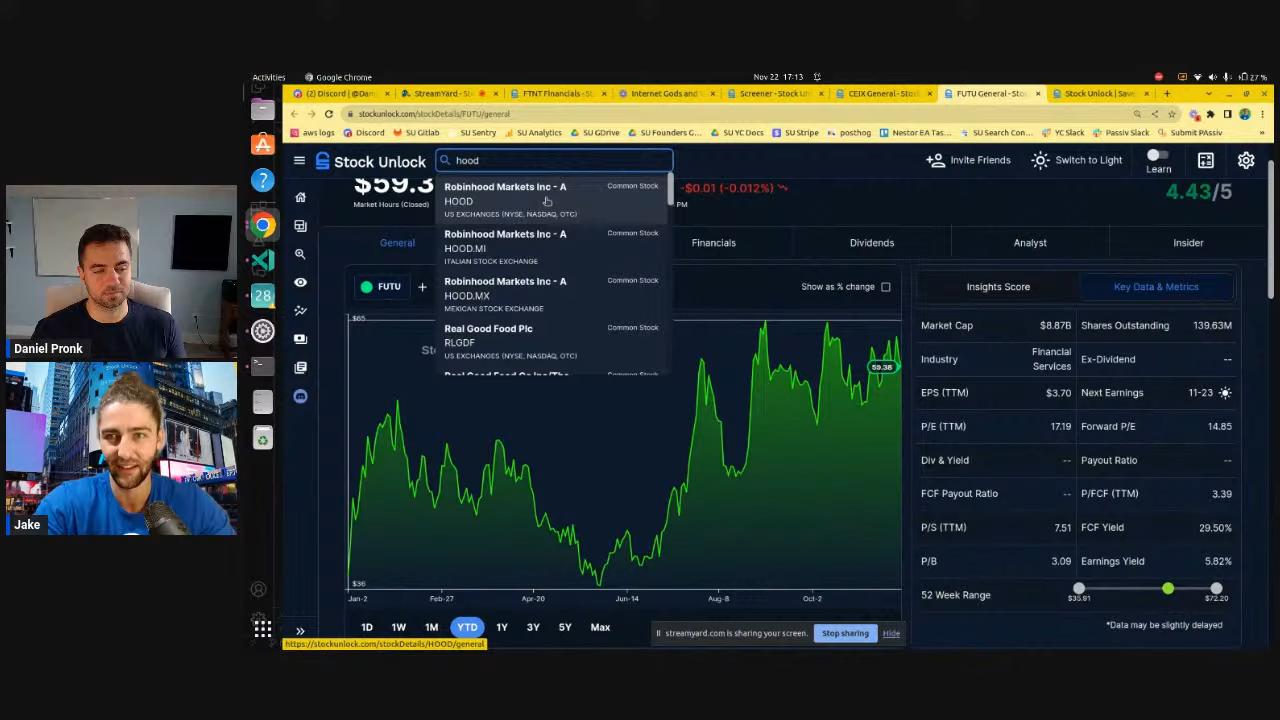 Activities
Google Chrome
Nov 22 17:13
27 %
Discord | @Dan
StreamYard - St
FTNT Financials - S
Internet Gods and
Screener - Stock Un
CEIX General - Stock
FUTU General - Stoc
Stock Unlock | Save
stockunlock.com/stockDetails/FUTU/general
aws logs
Discord
SU Gitlab
SU Sentry
SU Analytics
SU GDrive
SU Founders G...
SU YC Docs
SU Stripe
posthog
Nestor EA Tas...
SU Search Con...
YC Slack
Passiv Slack
Submit PAssiv
Stock Unlock
hood
Invite Friends
Switch to Light
Learn
$59.3
Market Hours (Closed)
-$0.01 (-0.012%)
PM
4.43/5
Robinhood Markets Inc - A
Common Stock
HOOD
US EXCHANGES (NYSE, NASDAQ, OTC)
Robinhood Markets Inc - A
Common Stock
HOOD.MI
ITALIAN STOCK EXCHANGE
Robinhood Markets Inc - A
Common Stock
HOOD.MX
MEXICAN STOCK EXCHANGE
Real Good Food Plc
Common Stock
RLGDF
US EXCHANGES (NYSE, NASDAQ, OTC)
General
Financials
Dividends
Analyst
Insider
FUTU
Show as % change
$65
59.38
$36
Jan-2
Feb-27
Apr-20
Jun-14
Aug-8
Oct-2
1D
1W
1M
YTD
1Y
3Y
5Y
Max
Insights Score
Key Data & Metrics
Market Cap $8.87B
Shares Outstanding 139.63M
Industry Financial Services
Ex-Dividend --
EPS (TTM) $3.70
Next Earnings 11-23
P/E (TTM) 17.19
Forward P/E 14.85
Div & Yield --
Payout Ratio --
FCF Payout Ratio --
P/FCF (TTM) 3.39
P/S (TTM) 7.51
FCF Yield 29.50%
P/B 3.09
Earnings Yield 5.82%
52 Week Range
$35.91
$72.20
*Data may be slightly delayed
streamyard.com is sharing your screen.
Stop sharing
Hide
https://stockunlock.com/stockDetails/HOOD/general
28
Daniel Pronk
Jake